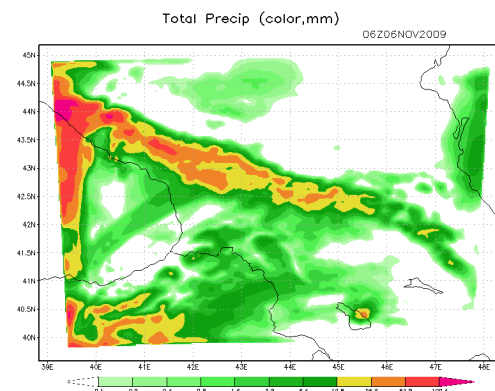 Total Precip (color,mm)
06Z06NOV2009
45N
44.5N
44N
43.5N
43N
42.5N
42N
41.5N
41N
40.5N
40N
39E 40E 41E 42E 43E 44E 45E 46E 47E 48E